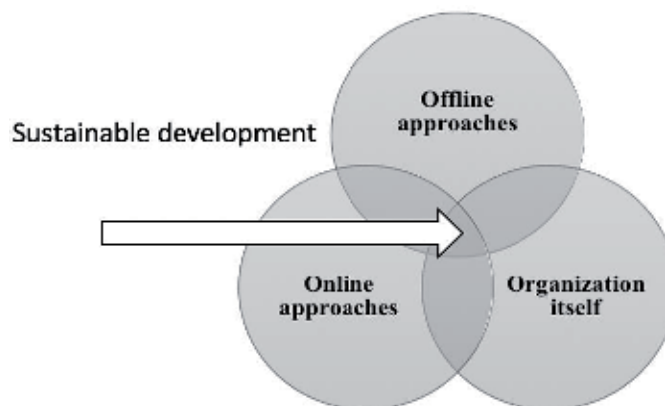 Offline
approaches
Sustainable development
Online
approaches
Organization
itself